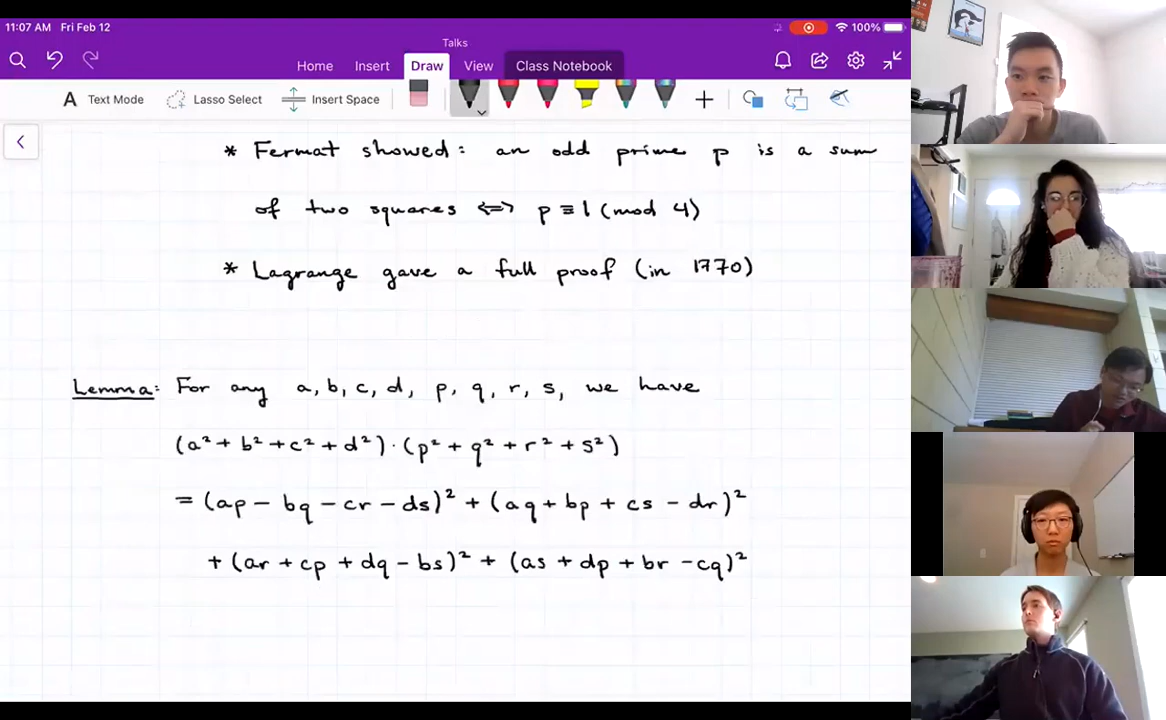 11:07 AM Fri Feb 12
100%
Talks
Home Insert Draw View Class Notebook
A Text Mode Lasso Select Insert Space
* Fermat showed: an odd prime p is a sum
of two squares ⟺ p ≡ 1 (mod 4)
* Lagrange gave a full proof (in 1770)
Lemma: For any a, b, c, d, p, q, r, s, we have
(a² + b² + c² + d²) · (p² + q² + r² + s²)
= (ap − bq − cr − ds)² + (aq + bp + cs − dr)²
+ (ar + cp + dq − bs)² + (as + dp + br − cq)²